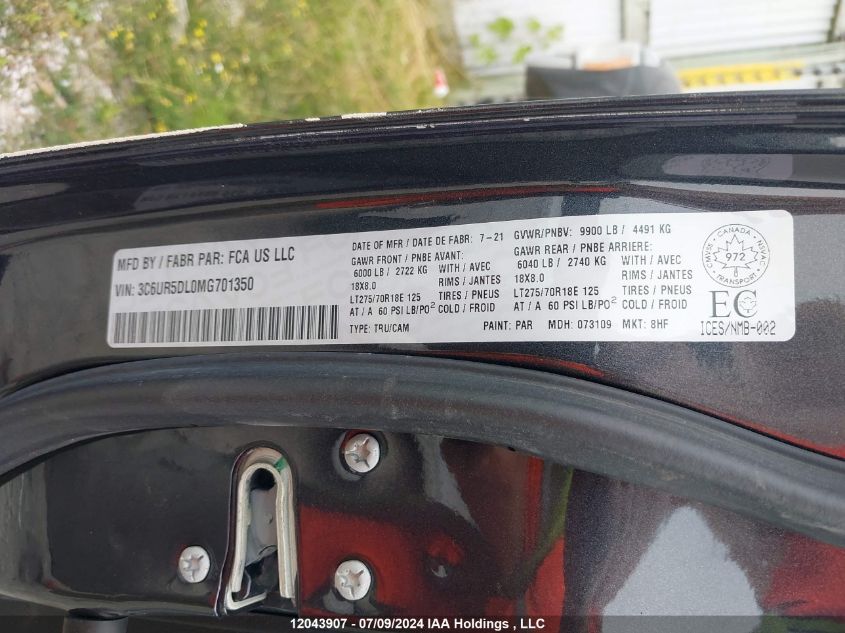 MFD BY / FABR PAR: FCA US LLC
VIN: 3C6UR5DL0MG701350
DATE OF MFR / DATE DE FABR: 7-21
GAWR FRONT / PNBE AVANT:
6000 LB / 2722 KG WITH / AVEC
18X8.0 RIMS / JANTES
LT275/70R18E 125 TIRES / PNEUS
AT / A 60 PSI LB/PO² COLD / FROID
TYPE: TRU/CAM
GVWR/PNBV: 9900 LB / 4491 KG
GAWR REAR / PNBE ARRIERE:
6040 LB / 2740 KG WITH / AVEC
18X8.0 RIMS / JANTES
LT275/70R18E 125 TIRES / PNEUS
AT / A 60 PSI LB/PO² COLD / FROID
PAINT: PAR MDH: 073109 MKT: 8HF
CMVSS CANADA NSVAC
972
TRANSPORT
EC
ICES/NMB-002
12043907 - 07/09/2024 IAA Holdings , LLC